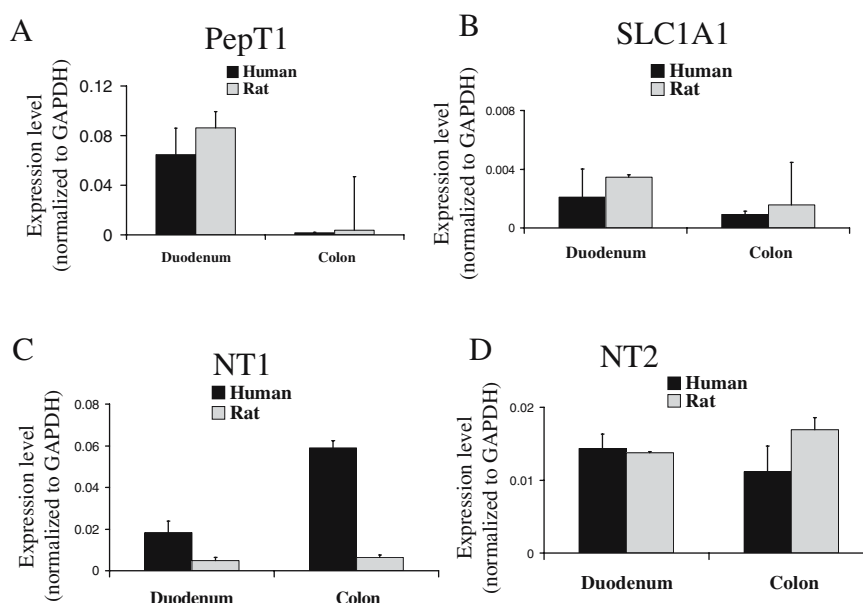 A
PepT1
Human
Rat
Expression level
(normalized to GAPDH)
0.12
0.08
0.04
0
Duodenum
Colon
B
SLC1A1
Human
Rat
Expression level
(normalized to GAPDH)
0.008
0.004
0
Duodenum
Colon
C
NT1
Human
Rat
Expression level
(normalized to GAPDH)
0.08
0.06
0.04
0.02
0
Duodenum
Colon
D
NT2
Human
Rat
Expression level
(normalized to GAPDH)
0.02
0.01
0
Duodenum
Colon